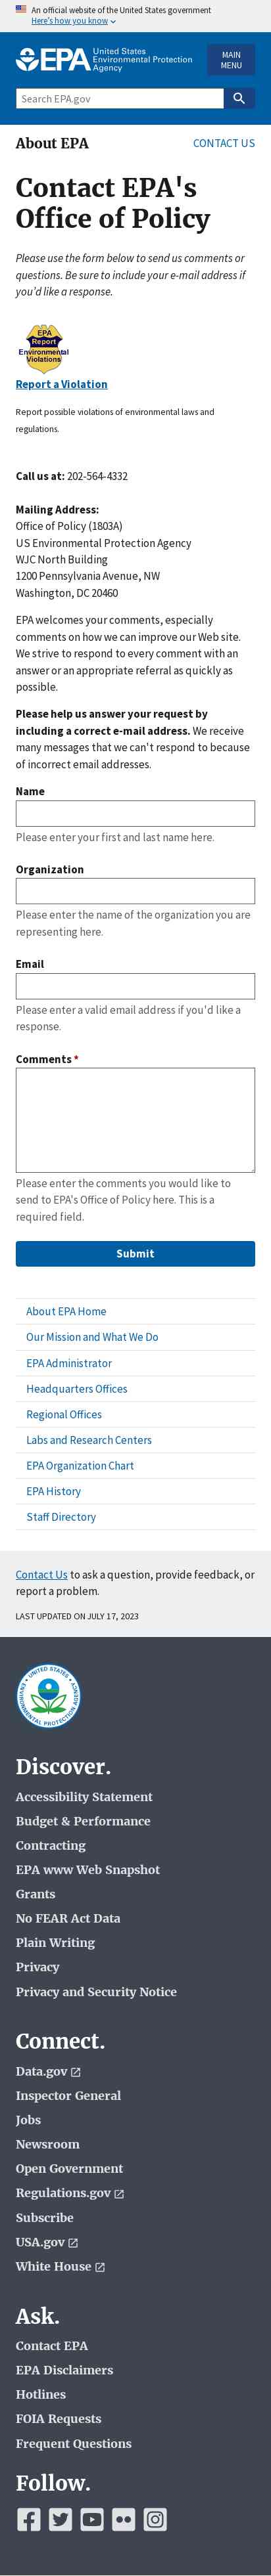 An official website of the United States government
Here's how you know
EPA United States
Environmental Protection
Agency
MAIN
MENU
Search EPA.gov
About EPA
CONTACT US
Contact EPA's
Office of Policy
Please use the form below to send us comments or
questions. Be sure to include your e-mail address if
you'd like a response.
EPA
Report
Environmental
Violations
Report a Violation
Report possible violations of environmental laws and
regulations.
Call us at: 202-564-4332
Mailing Address:
Office of Policy (1803A)
US Environmental Protection Agency
WJC North Building
1200 Pennsylvania Avenue, NW
Washington, DC 20460
EPA welcomes your comments, especially
comments on how we can improve our Web site.
We strive to respond to every comment with an
answer or an appropriate referral as quickly as
possible.
Please help us answer your request by
including a correct e-mail address. We receive
many messages that we can't respond to because
of incorrect email addresses.
Name
Please enter your first and last name here.
Organization
Please enter the name of the organization you are
representing here.
Email
Please enter a valid email address if you'd like a
response.
Comments *
Please enter the comments you would like to
send to EPA's Office of Policy here. This is a
required field.
Submit
About EPA Home
Our Mission and What We Do
EPA Administrator
Headquarters Offices
Regional Offices
Labs and Research Centers
EPA Organization Chart
EPA History
Staff Directory
Contact Us to ask a question, provide feedback, or
report a problem.
LAST UPDATED ON JULY 17, 2023
UNITED STATES
ENVIRONMENTAL PROTECTION AGENCY
Discover.
Accessibility Statement
Budget & Performance
Contracting
EPA www Web Snapshot
Grants
No FEAR Act Data
Plain Writing
Privacy
Privacy and Security Notice
Connect.
Data.gov
Inspector General
Jobs
Newsroom
Open Government
Regulations.gov
Subscribe
USA.gov
White House
Ask.
Contact EPA
EPA Disclaimers
Hotlines
FOIA Requests
Frequent Questions
Follow.